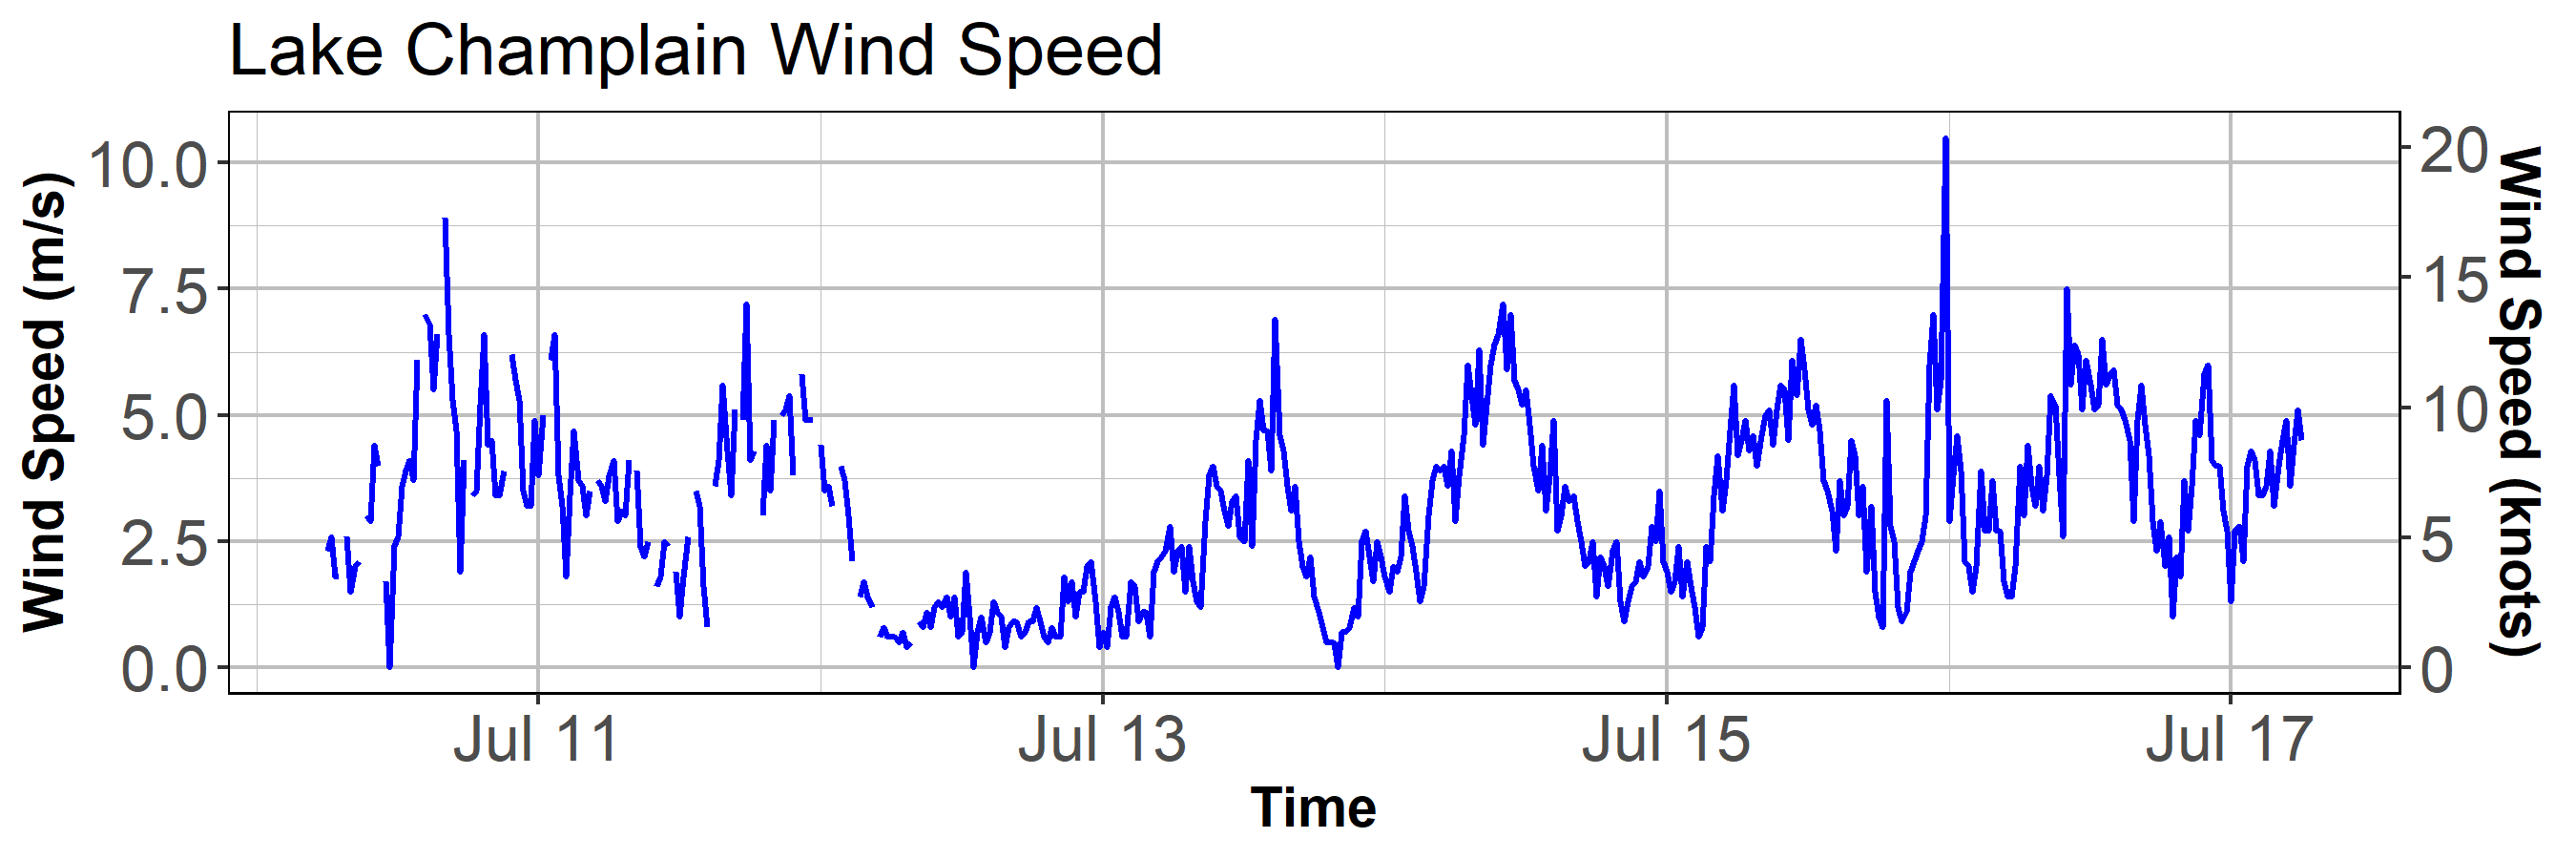 Lake Champlain Wind Speed
Wind Speed (m/s)
10.0
7.5
5.0
2.5
0.0
20
15
10
5
0
Wind Speed (knots)
Jul 11 Jul 13 Jul 15 Jul 17
Time